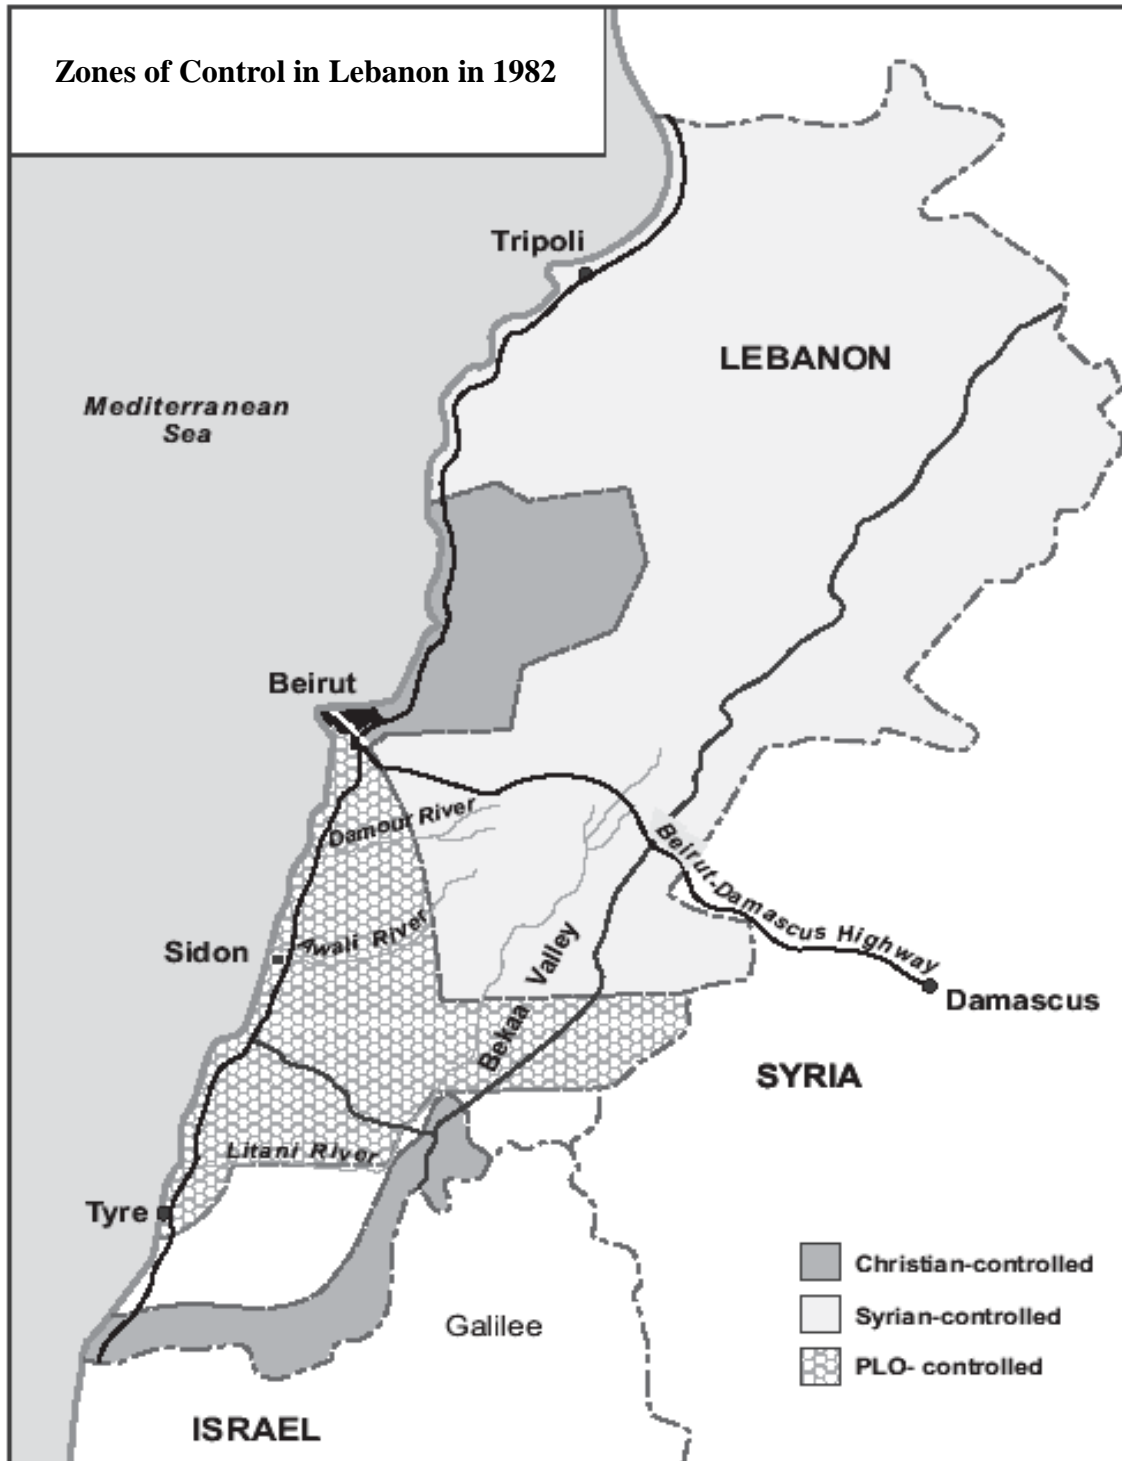 Zones of Control in Lebanon in 1982
Tripoli
LEBANON
Mediterranean
Sea
Beirut
Damour River
Beirut-Damascus Highway
Awali River
Sidon
Bekaa Valley
Damascus
SYRIA
Litani River
Tyre
Christian-controlled
Syrian-controlled
PLO- controlled
Galilee
ISRAEL